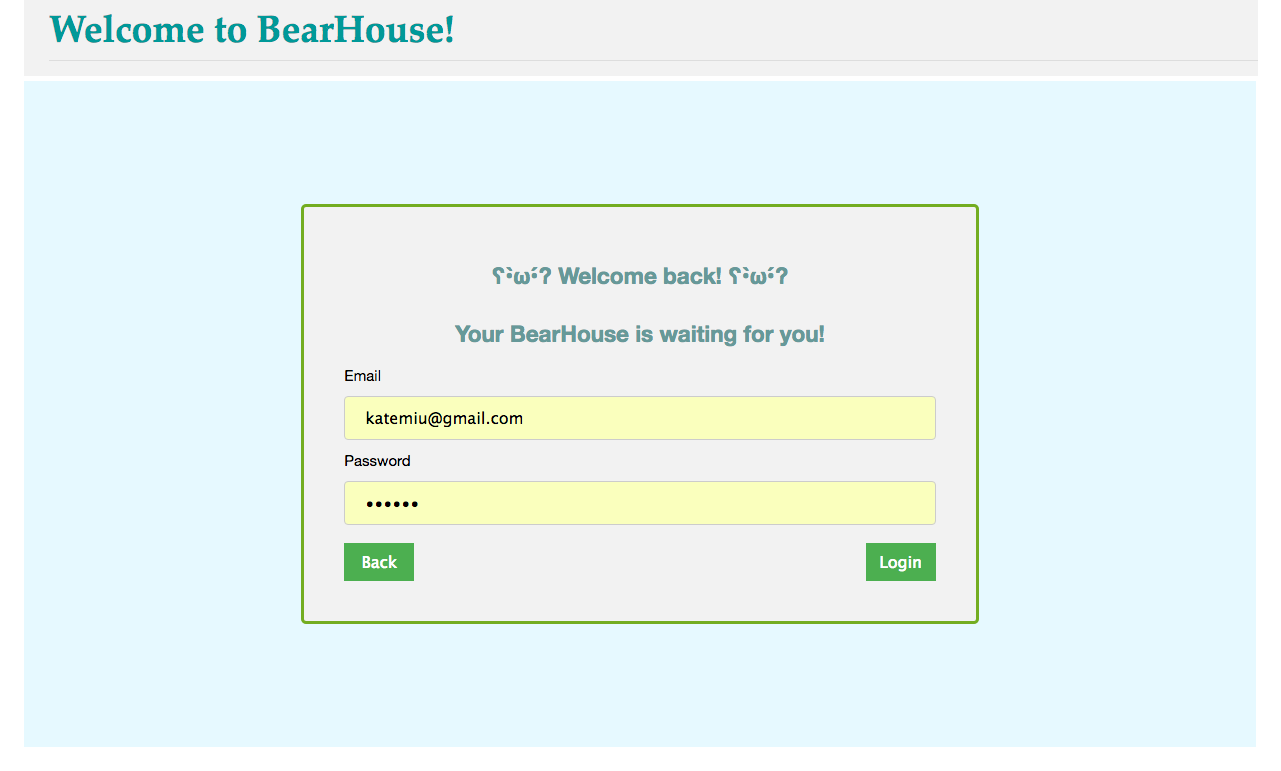 Welcome to BearHouse!
ʕ•̀ω•́ʔ Welcome back! ʕ•̀ω•́ʔ
Your BearHouse is waiting for you!
Email
katemiu@gmail.com
Password
••••••
Back Login